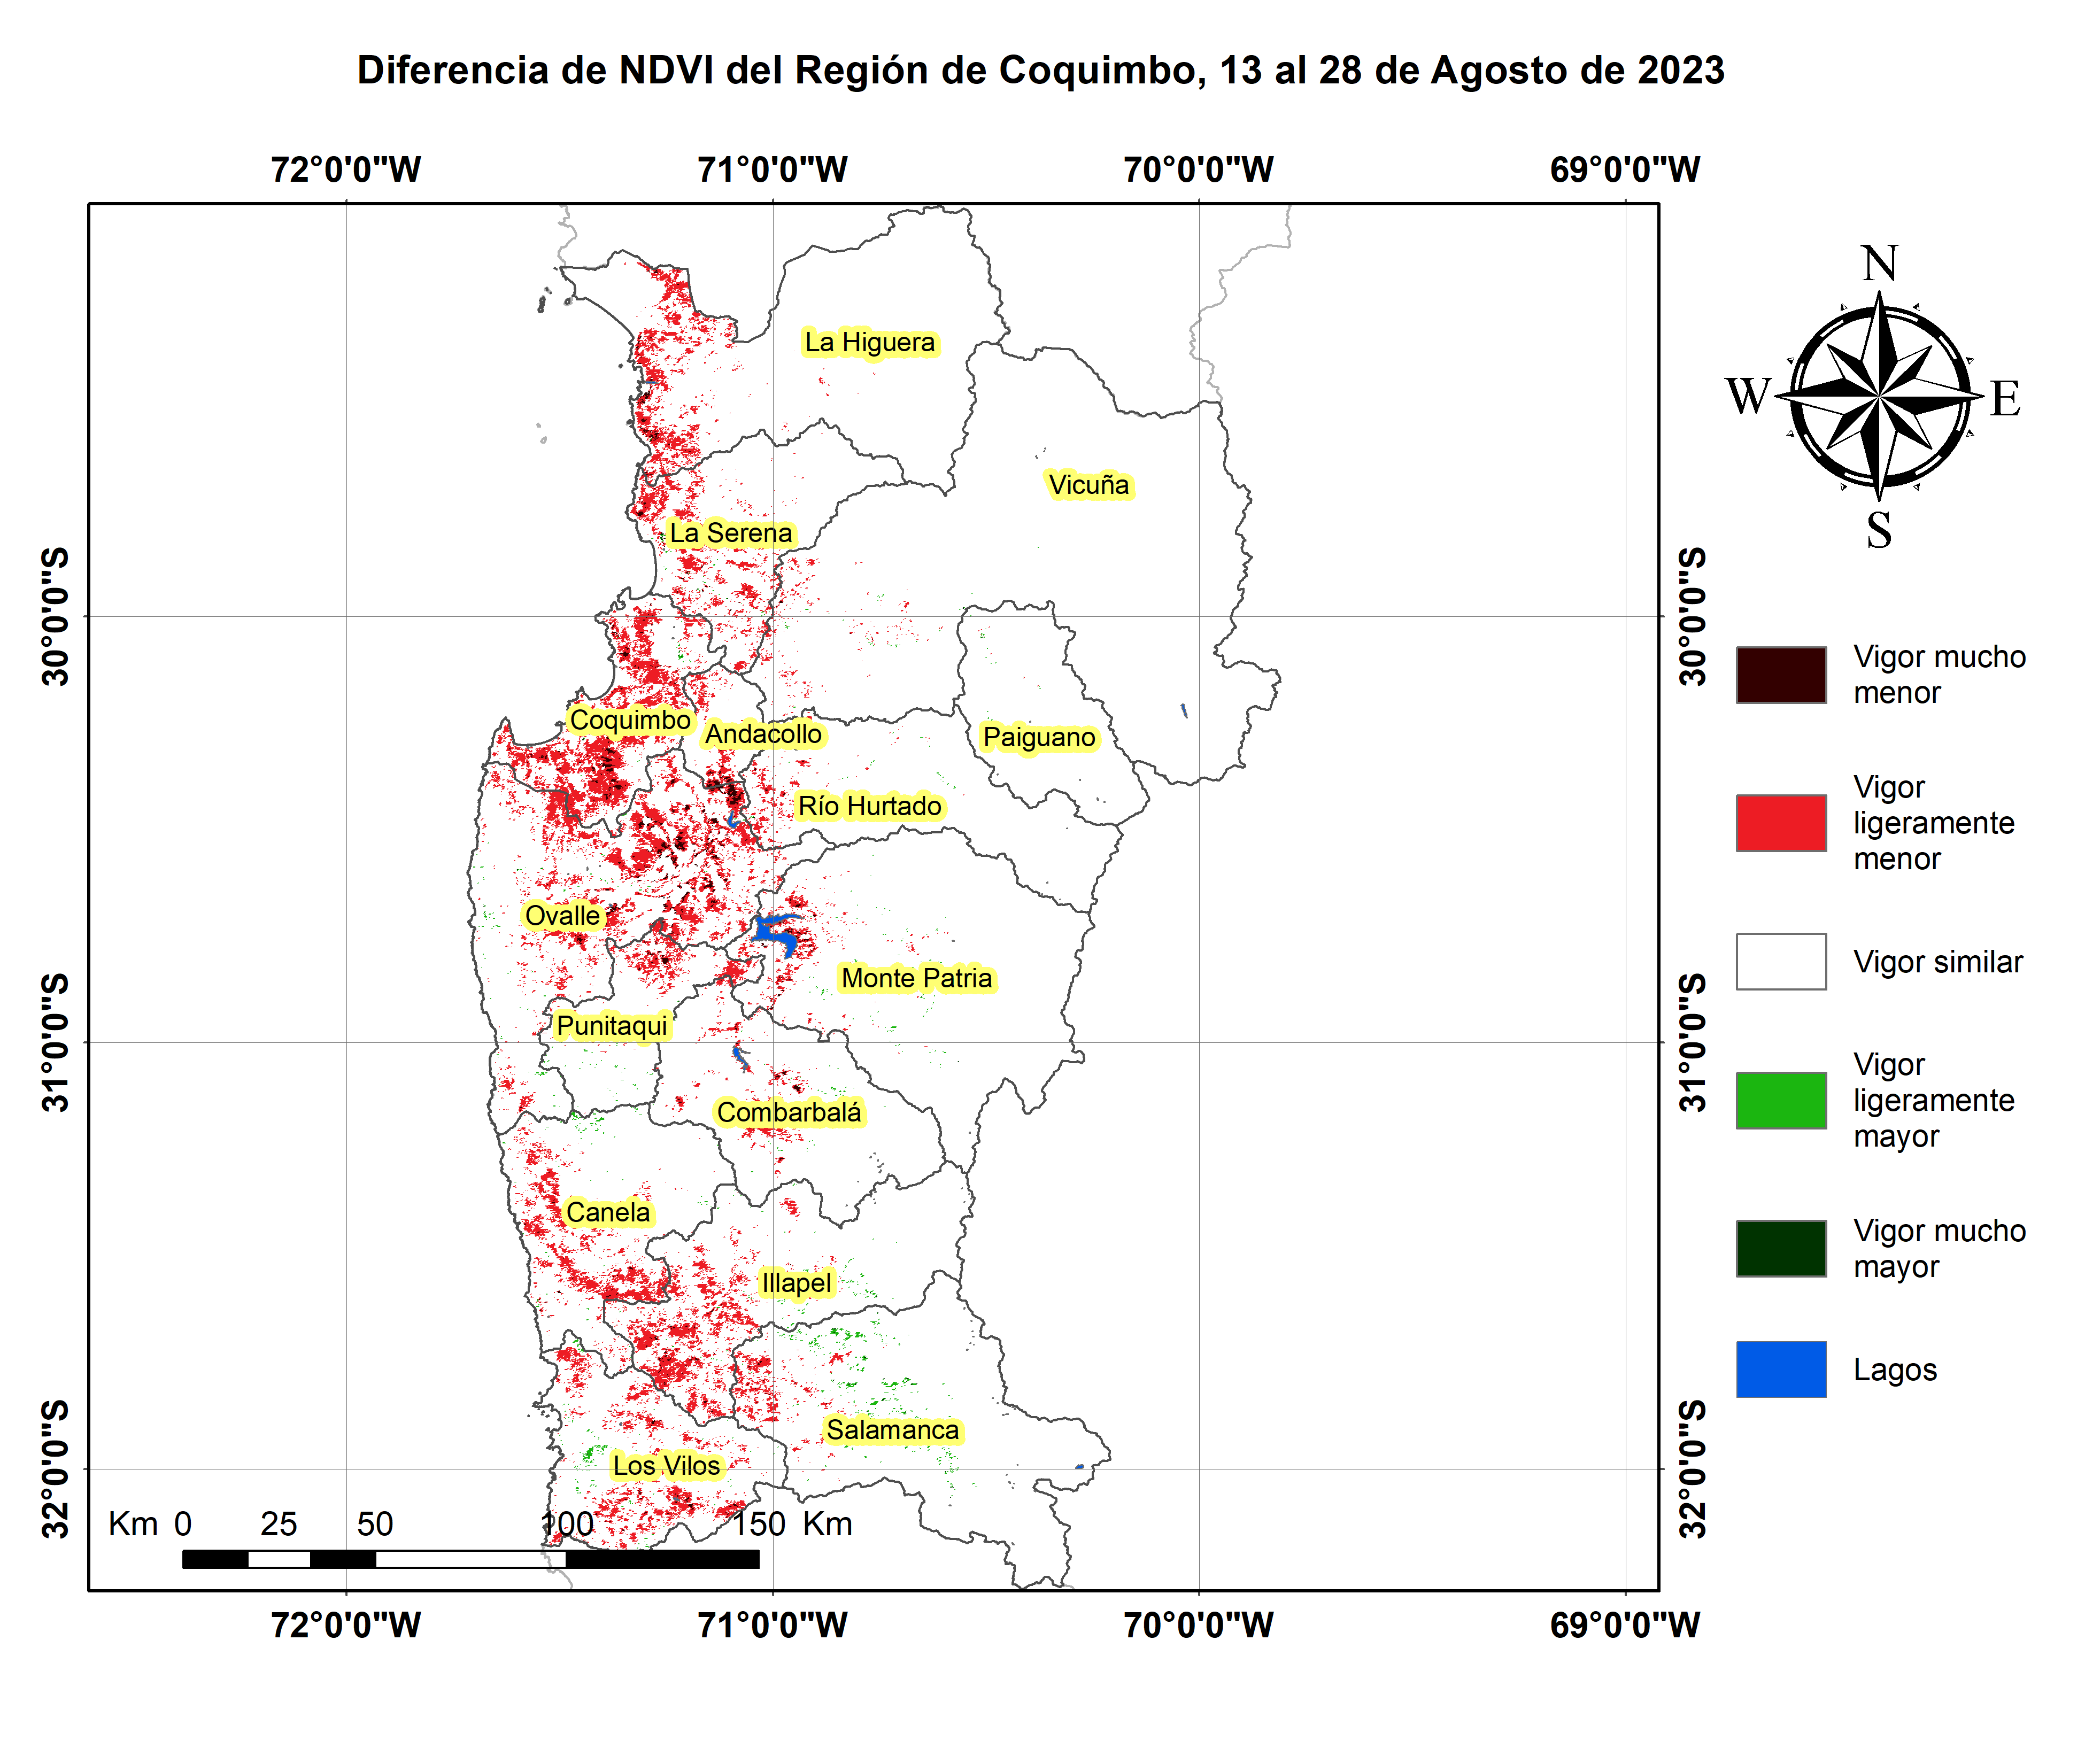 Diferencia de NDVI del Región de Coquimbo, 13 al 28 de Agosto de 2023
72°0'0"W
71°0'0"W
70°0'0"W
69°0'0"W
N
W
E
S
La Higuera
Vicuña
La Serena
30°0'0"S
30°0'0"S
Coquimbo
Andacollo
Paiguano
Río Hurtado
Ovalle
Monte Patria
Punitaqui
31°0'0"S
31°0'0"S
Combarbalá
Canela
Illapel
Salamanca
Los Vilos
32°0'0"S
32°0'0"S
Km 0 25 50 100 150 Km
72°0'0"W
71°0'0"W
70°0'0"W
69°0'0"W
Vigor mucho
menor
Vigor
ligeramente
menor
Vigor similar
Vigor
ligeramente
mayor
Vigor mucho
mayor
Lagos